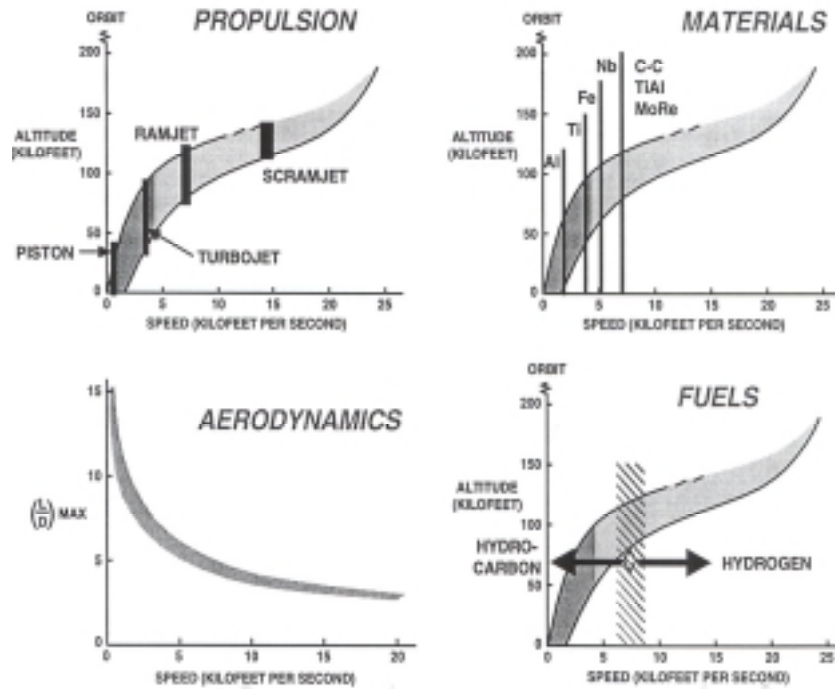 PROPULSION
ORBIT
200
150
ALTITUDE
(KILOFEET)
100
50
0
RAMJET
SCRAMJET
PISTON
TURBOJET
0 5 10 15 20 25
SPEED (KILOFEET PER SECOND)
MATERIALS
ORBIT
200
150
ALTITUDE
(KILOFEET)
100
50
0
Al
Ti
Fe
Nb
C-C
TiAl
MoRe
0 5 10 15 20 25
SPEED (KILOFEET PER SECOND)
AERODYNAMICS
15
10
(L/D) MAX
5
0
0 5 10 15 20
SPEED (KILOFEET PER SECOND)
FUELS
ORBIT
200
150
ALTITUDE
(KILOFEET)
100
HYDRO-
CARBON
HYDROGEN
50
0
0 5 10 15 20 25
SPEED (KILOFEET PER SECOND)